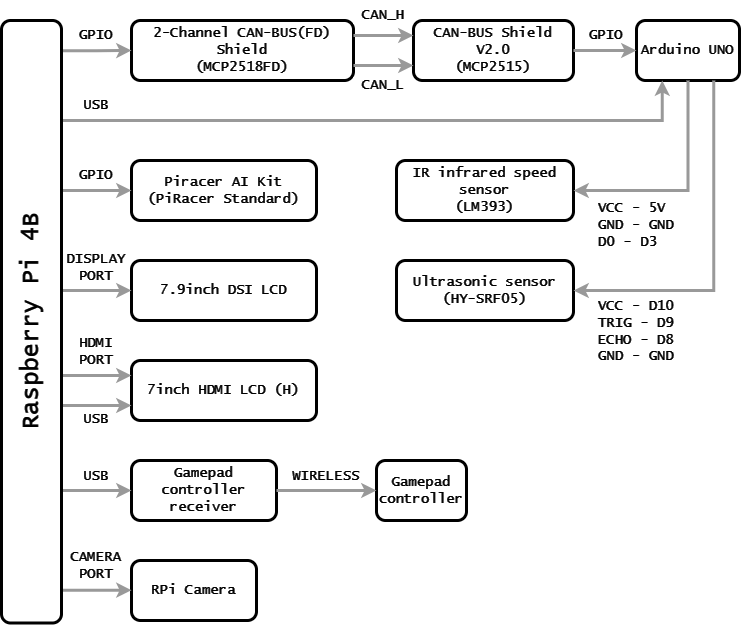 Raspberry Pi 4B
GPIO
2-Channel CAN-BUS(FD)
Shield
(MCP2518FD)
CAN_H
CAN_L
CAN-BUS Shield
V2.0
(MCP2515)
GPIO
Arduino UNO
USB
GPIO
Piracer AI Kit
(PiRacer Standard)
IR infrared speed
sensor
(LM393)
VCC - 5V
GND - GND
DO - D3
DISPLAY
PORT
7.9inch DSI LCD
Ultrasonic sensor
(HY-SRF05)
VCC - D10
TRIG - D9
ECHO - D8
GND - GND
HDMI
PORT
7inch HDMI LCD (H)
USB
USB
Gamepad
controller
receiver
WIRELESS
Gamepad
controller
CAMERA
PORT
RPi Camera